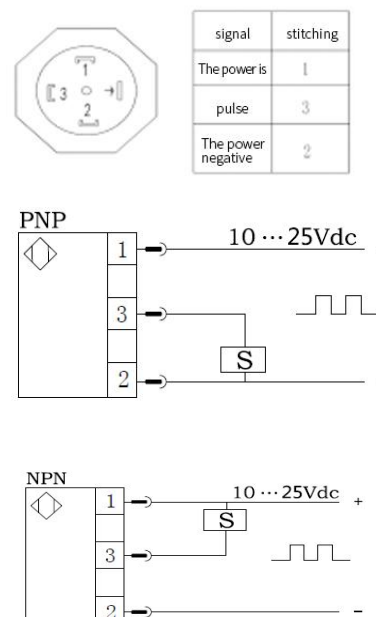 1
3
2
signal stitching
The power is 1
pulse 3
The power
negative 2
PNP
10 ··· 25Vdc
1
3
S
2
NPN
10 ··· 25Vdc +
1
S
3
2 −